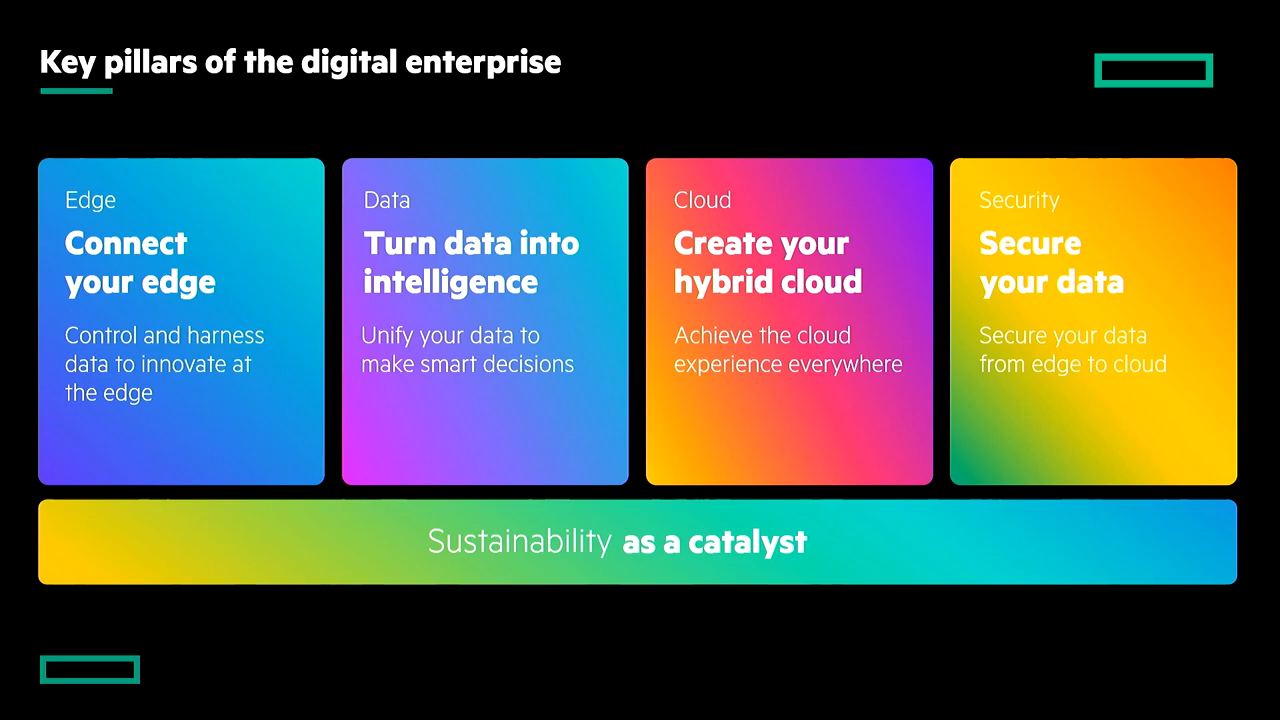 Key pillars of the digital enterprise
Edge
Connect
your edge
Control and harness
data to innovate at
the edge
Data
Turn data into
intelligence
Unify your data to
make smart decisions
Cloud
Create your
hybrid cloud
Achieve the cloud
experience everywhere
Security
Secure
your data
Secure your data
from edge to cloud
Sustainability as a catalyst